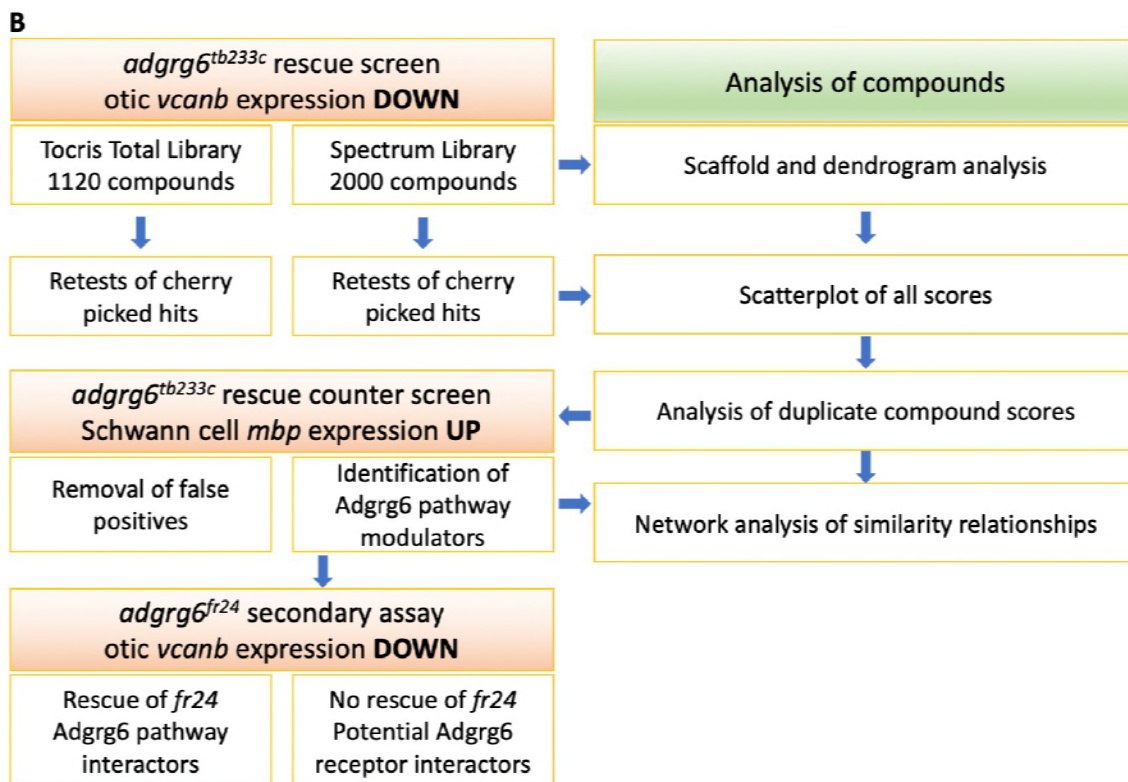 B
adgrg6tb233c rescue screen
otic vcanb expression DOWN
Tocris Total Library
1120 compounds
Spectrum Library
2000 compounds
Retests of cherry
picked hits
Retests of cherry
picked hits
adgrg6tb233c rescue counter screen
Schwann cell mbp expression UP
Removal of false
positives
Identification of
Adgrg6 pathway
modulators
adgrg6fr24 secondary assay
otic vcanb expression DOWN
Rescue of fr24
Adgrg6 pathway
interactors
No rescue of fr24
Potential Adgrg6
receptor interactors
Analysis of compounds
Scaffold and dendrogram analysis
Scatterplot of all scores
Analysis of duplicate compound scores
Network analysis of similarity relationships